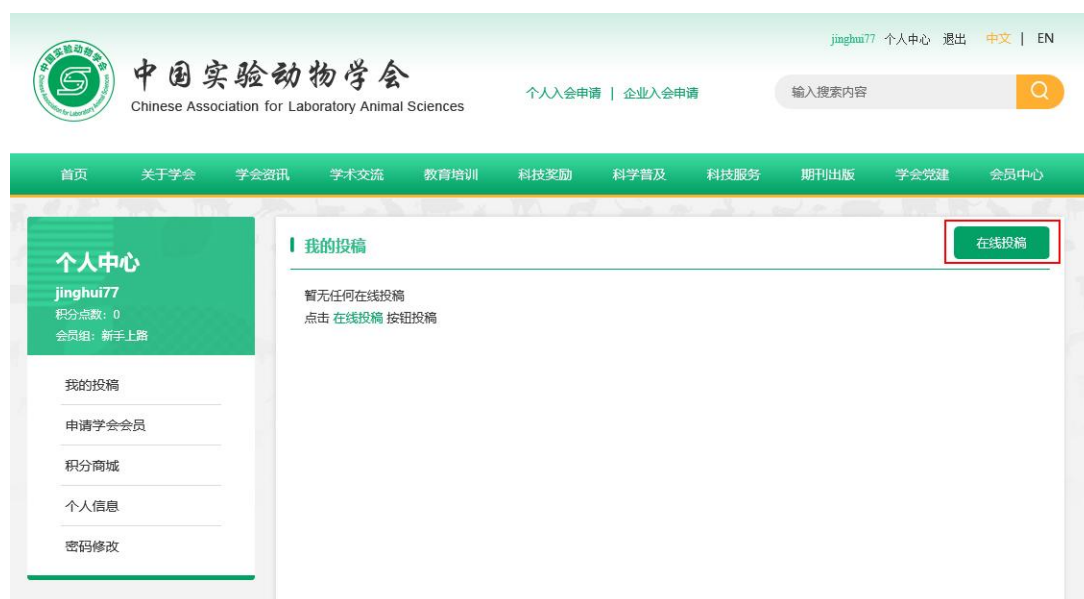 jinghui77 个人中心 退出 中文 | EN
中国实验动物学会
Chinese Association for Laboratory Animal Sciences
个人入会申请 | 企业入会申请
输入搜索内容
首页 关于学会 学会资讯 学术交流 教育培训 科技奖励 科学普及 科技服务 期刊出版 学会党建 会员中心
个人中心
jinghui77
积分点数: 0
会员组: 新手上路
我的投稿
申请学会会员
积分商城
个人信息
密码修改
我的投稿
在线投稿
暂无任何在线投稿
点击 在线投稿 按钮投稿